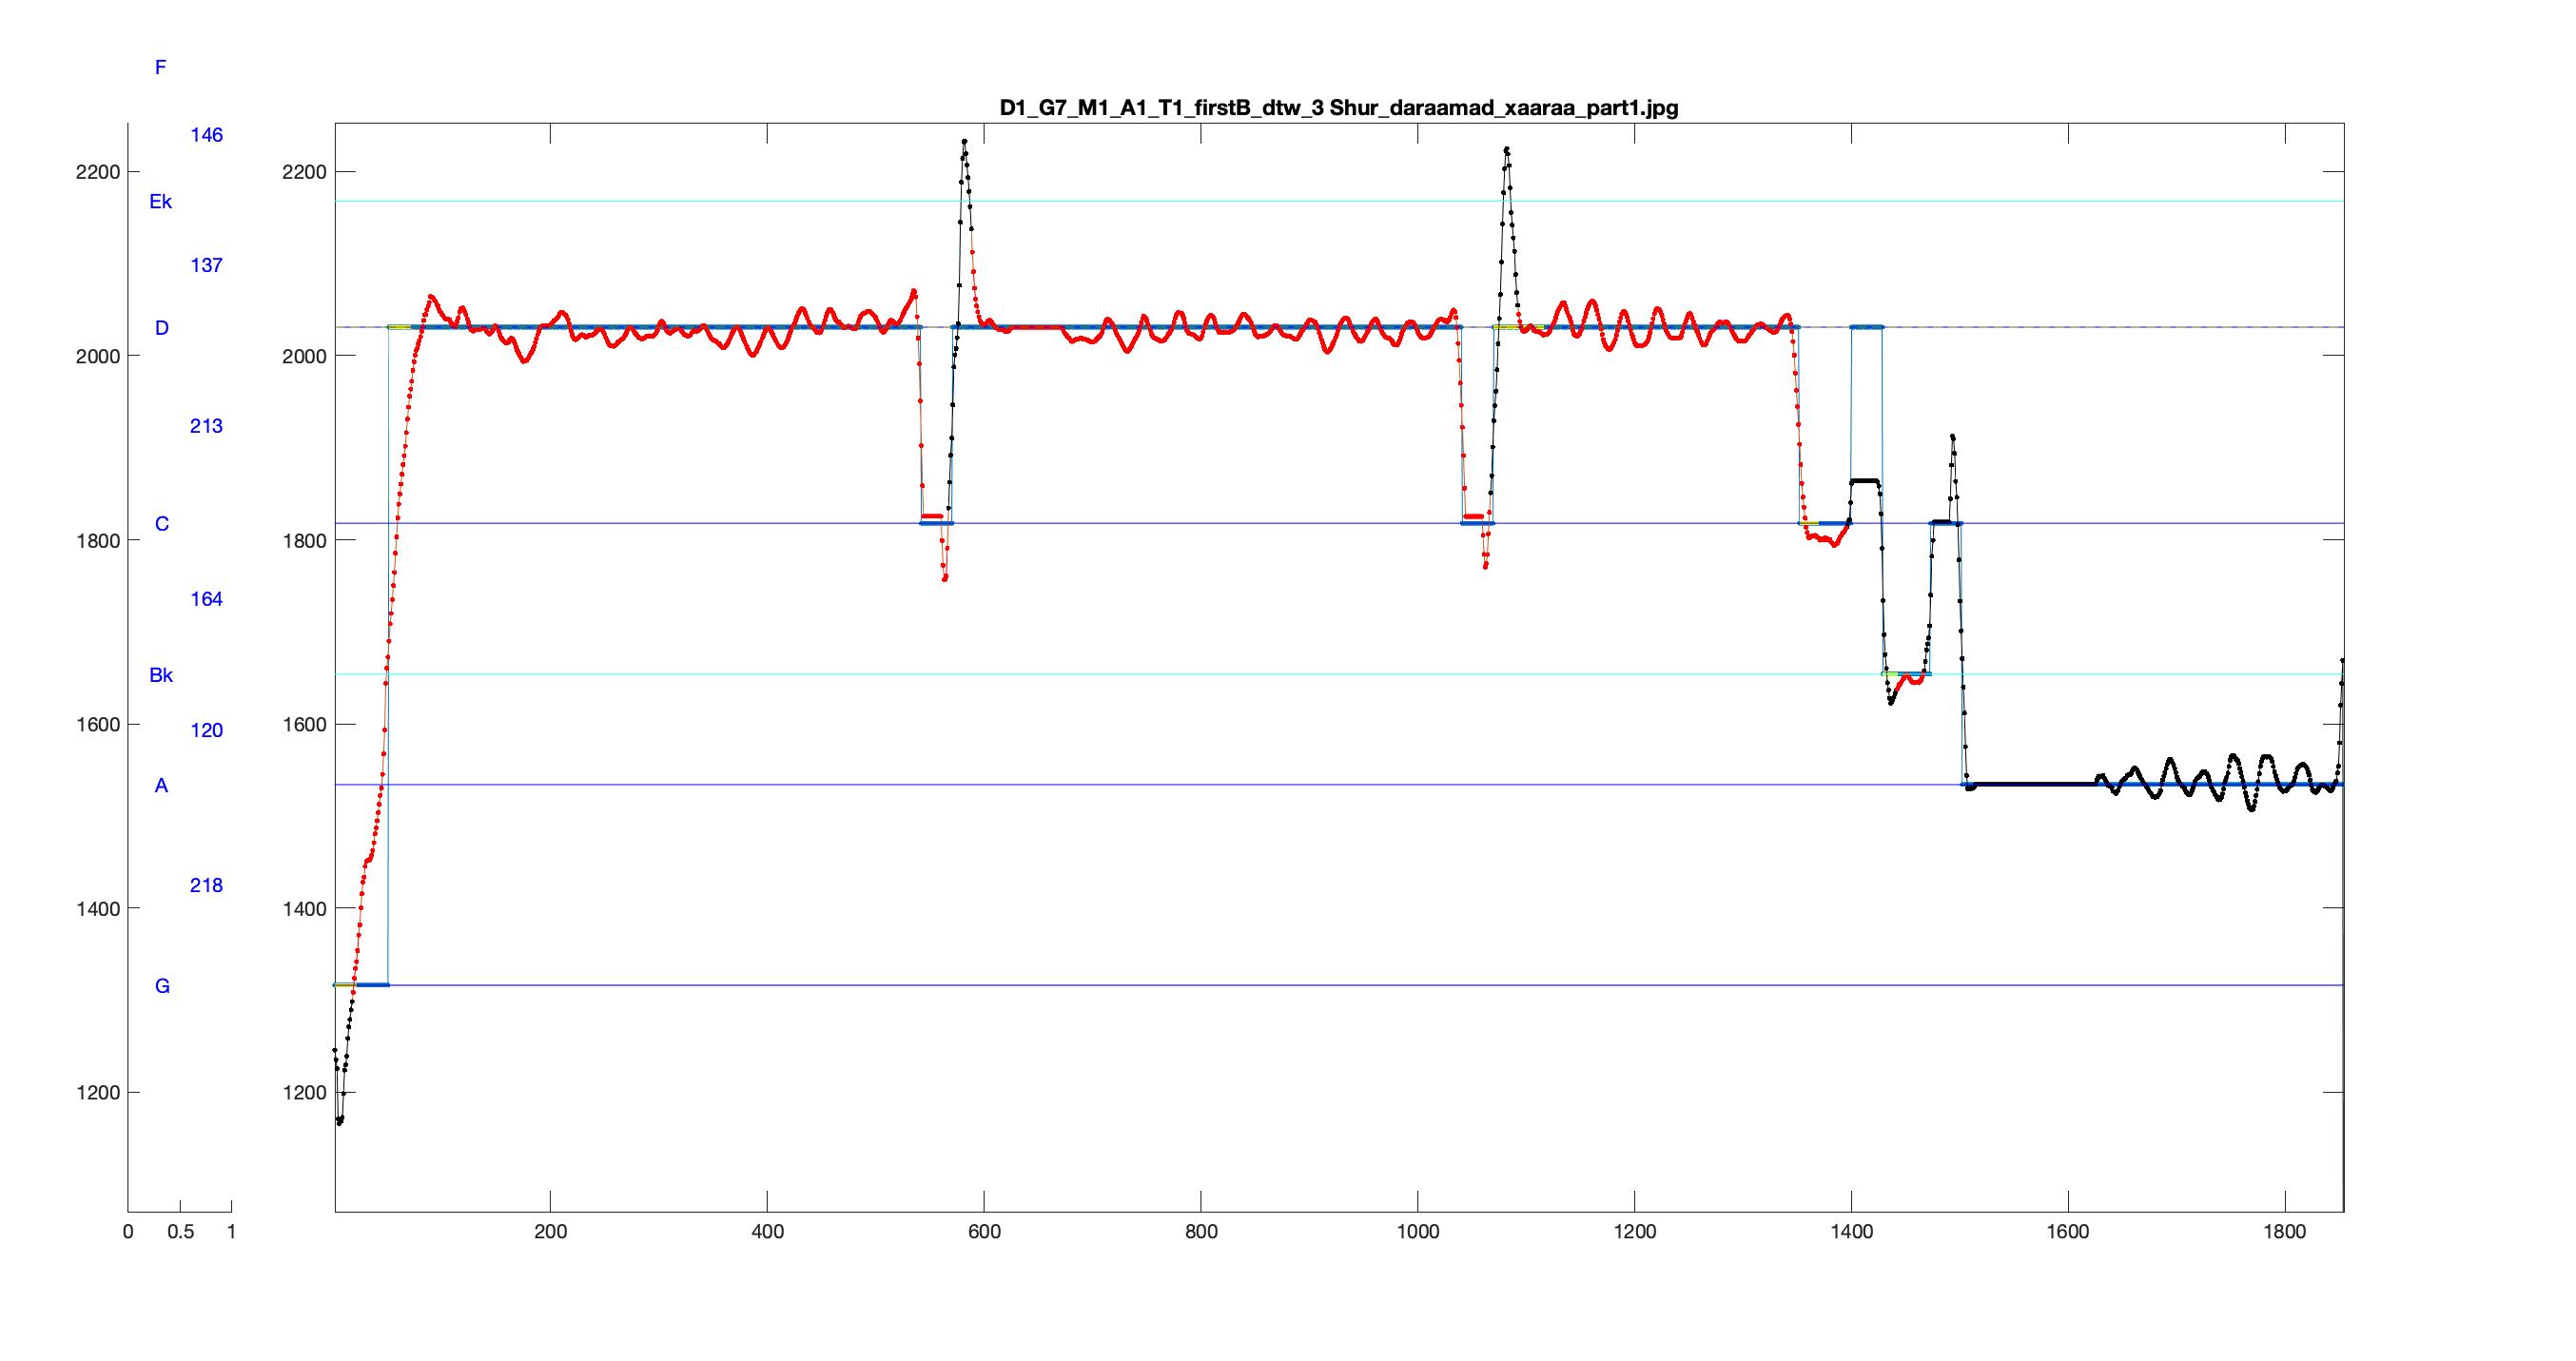 F
D1_G7_M1_A1_T1_firstB_dtw_3 Shur_daraamad_xaaraa_part1.jpg
146
2200 2200
Ek
137
D
2000 2000
213
C
1800 1800
164
Bk
1600 1600
120
A
218
1400 1400
G
1200 1200
0 0.5 1 200 400 600 800 1000 1200 1400 1600 1800